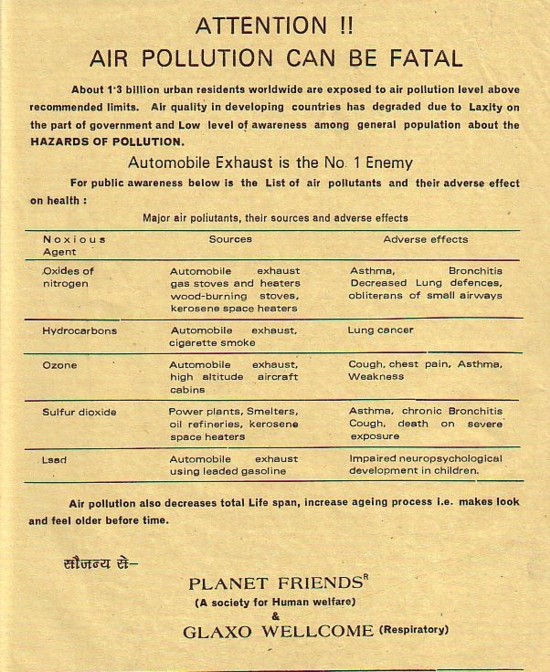 ATTENTION !!
AIR POLLUTION CAN BE FATAL
About 1·3 billion urban residents worldwide are exposed to air pollution level above
recommended limits. Air quality in developing countries has degraded due to Laxity on
the part of government and Low level of awareness among general population about the
HAZARDS OF POLLUTION.
Automobile Exhaust is the No. 1 Enemy
For public awareness below is the List of air pollutants and their adverse effect
on health :
Major air poliutants, their sources and adverse effects
Noxious Agent
Sources
Adverse effects
Oxides of
nitrogen
Automobile exhaust
gas stoves and heaters
wood-burning stoves,
kerosene space heaters
Asthma, Bronchitis
Decreased Lung defences,
obliterans of small airways
Hydrocarbons
Automobile exhaust,
cigarette smoke
Lung cancer
Ozone
Automobile exhaust,
high altitude aircraft
cabins
Cough, chest pain, Asthma,
Weakness
Sulfur dioxide
Power plants, Smelters,
oil refineries, kerosene
space heaters
Asthma, chronic Bronchitis
Cough, death on severe
exposure
Lsad
Automobile exhaust
using leaded gasoline
Impaired neuropsychological
development in children.
Air pollution also decreases total Life span, increase ageing process i.e. makes look
and feel older before time.
सौजन्य से–
PLANET FRIENDSᴿ
(A society for Human welfare)
&
GLAXO WELLCOME (Respiratory)